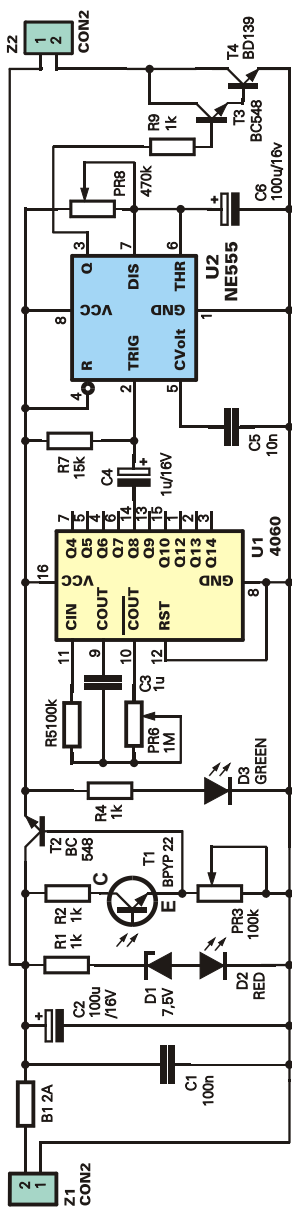 Z1
CON2
2
1
B1 2A
C1
100n
+
C2
100u
/16V
R1
1k
D1
7,5V
D2
RED
R2
1k
C
E
T1
BPYP 22
PR3
100k
T2
BC
548
R4
1k
D3
GREEN
R5100k
PR6
1M
C3
1u
11
9
10
12
CIN
COUT
COUT
RST
16
VCC
GND
8
Q4
Q5
Q6
Q7
Q8
Q9
Q10
Q12
Q13
Q14
7
5
4
6
14
13
15
1
2
3
U1
4060
C4
1u/16V
+
R7
15k
C5
10n
4
2
5
R
TRIG
CVolt
8
VCC
GND
1
Q
DIS
THR
3
7
6
U2
NE555
PR8
470k
+
C6
100u/16v
R9
1k
T3
BC548
T4
BD139
Z2
CON2
1
2